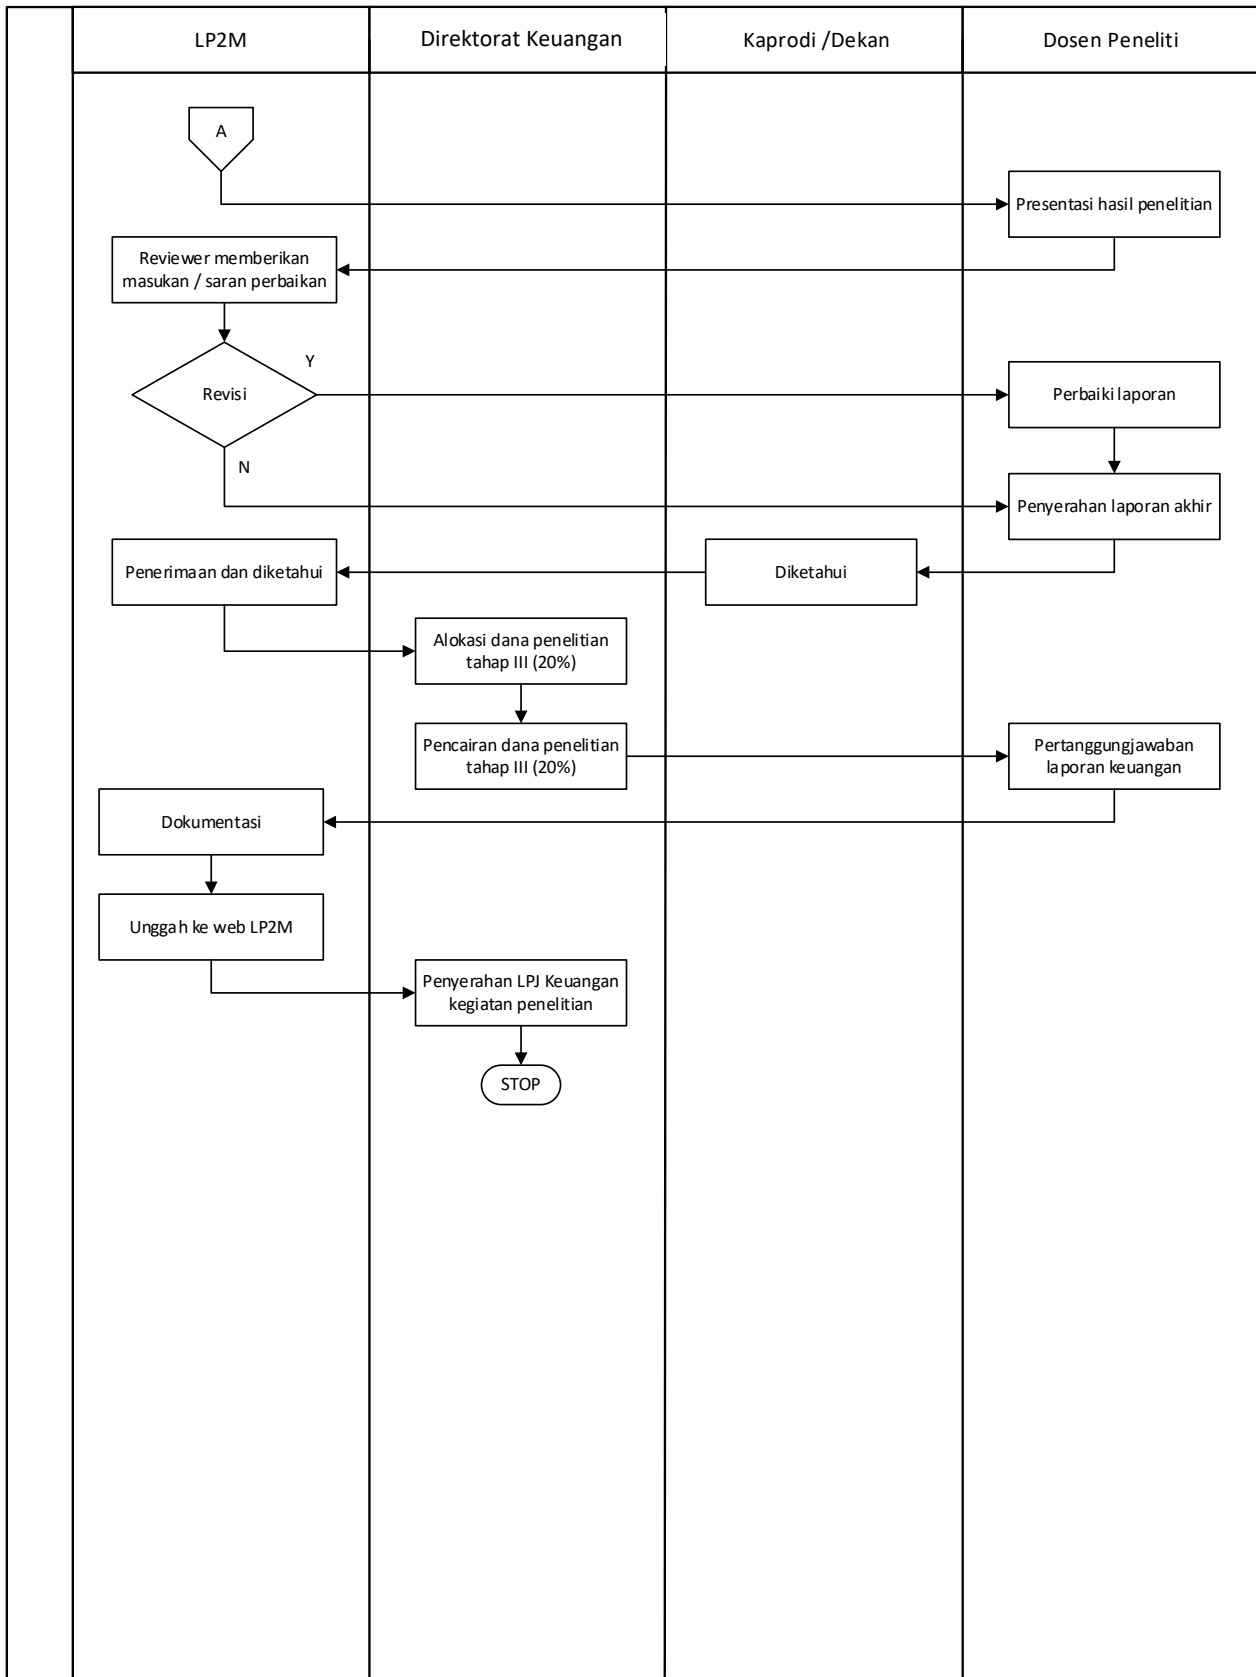 LP2M
Direktorat Keuangan
Kaprodi /Dekan
Dosen Peneliti
A
Presentasi hasil penelitian
Reviewer memberikan
masukan / saran perbaikan
Y
Revisi
Perbaiki laporan
N
Penyerahan laporan akhir
Penerimaan dan diketahui
Diketahui
Alokasi dana penelitian
tahap III (20%)
Pencairan dana penelitian
tahap III (20%)
Pertanggungjawaban
laporan keuangan
Dokumentasi
Unggah ke web LP2M
Penyerahan LPJ Keuangan
kegiatan penelitian
STOP